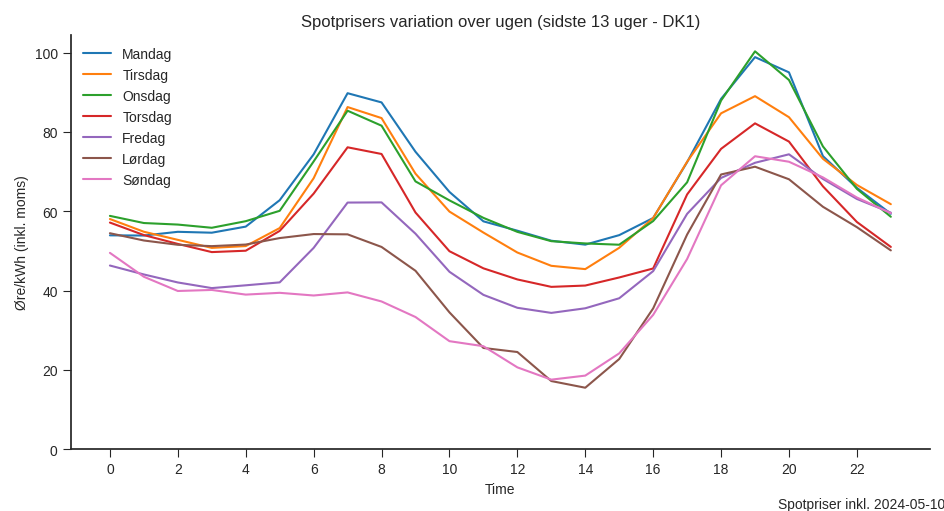 Spotprisers variation over ugen (sidste 13 uger - DK1)
Øre/kWh (inkl. moms)
100
80
60
40
20
0
Mandag
Tirsdag
Onsdag
Torsdag
Fredag
Lørdag
Søndag
0 2 4 6 8 10 12 14 16 18 20 22
Time
Spotpriser inkl. 2024-05-10